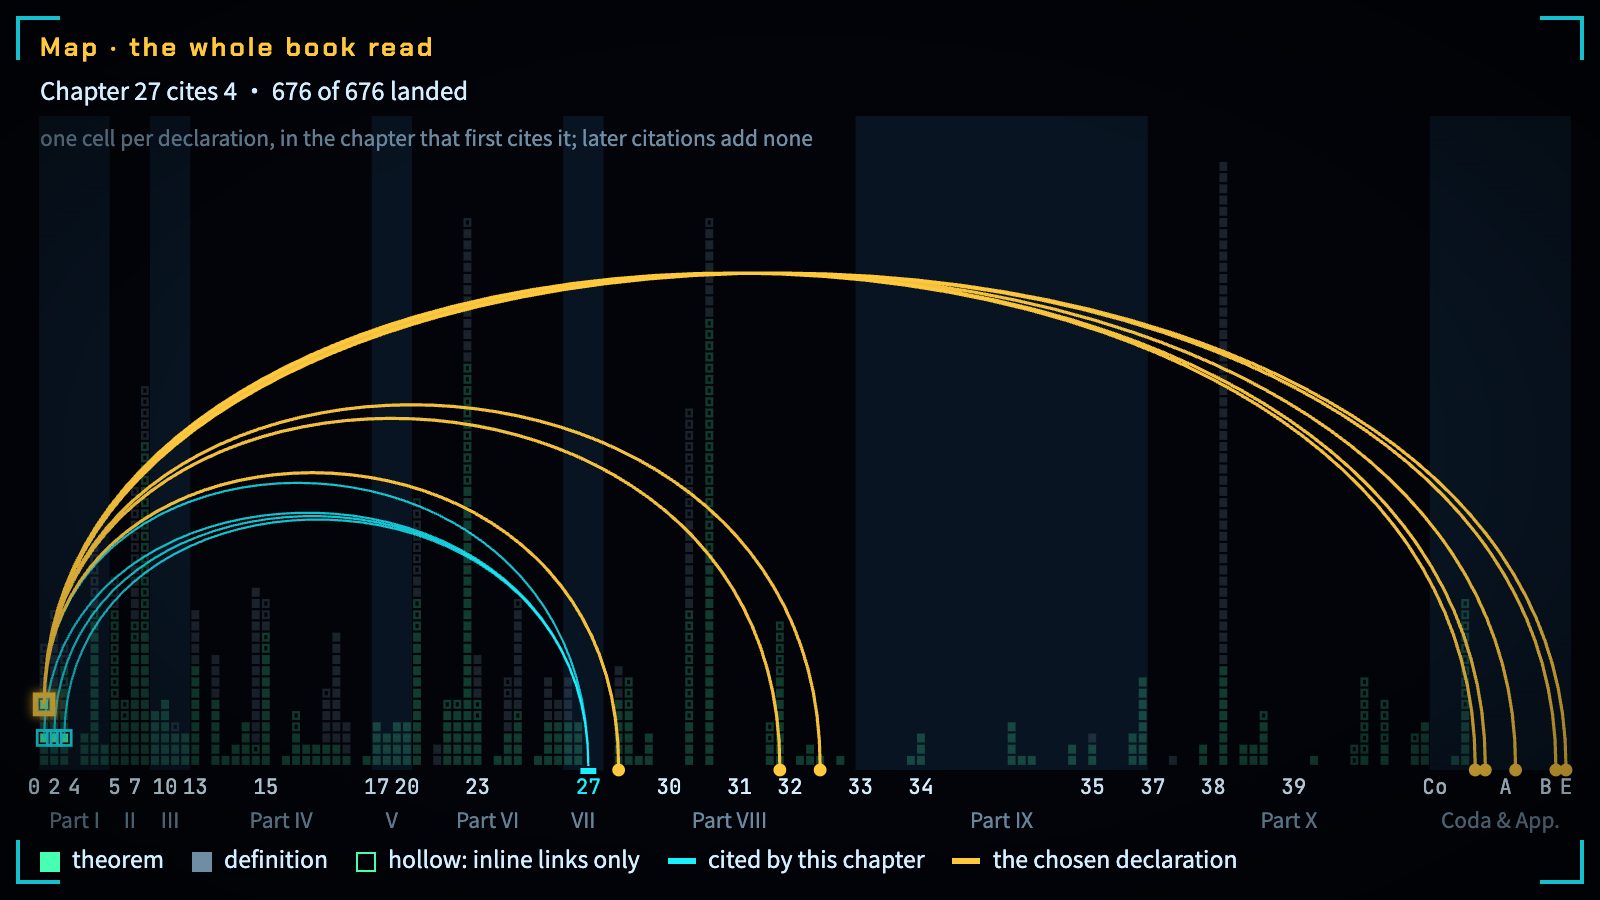 Map · the whole book read
Chapter 27 cites 4 · 676 of 676 landed
one cell per declaration, in the chapter that first cites it; later citations add none
0 2 4 5 7 10 13 15 17 20 23 27 30 31 32 33 34 35 37 38 39 Co A B E
Part I II III Part IV V Part VI VII Part VIII Part IX Part X Coda & App.
theorem definition hollow: inline links only cited by this chapter the chosen declaration